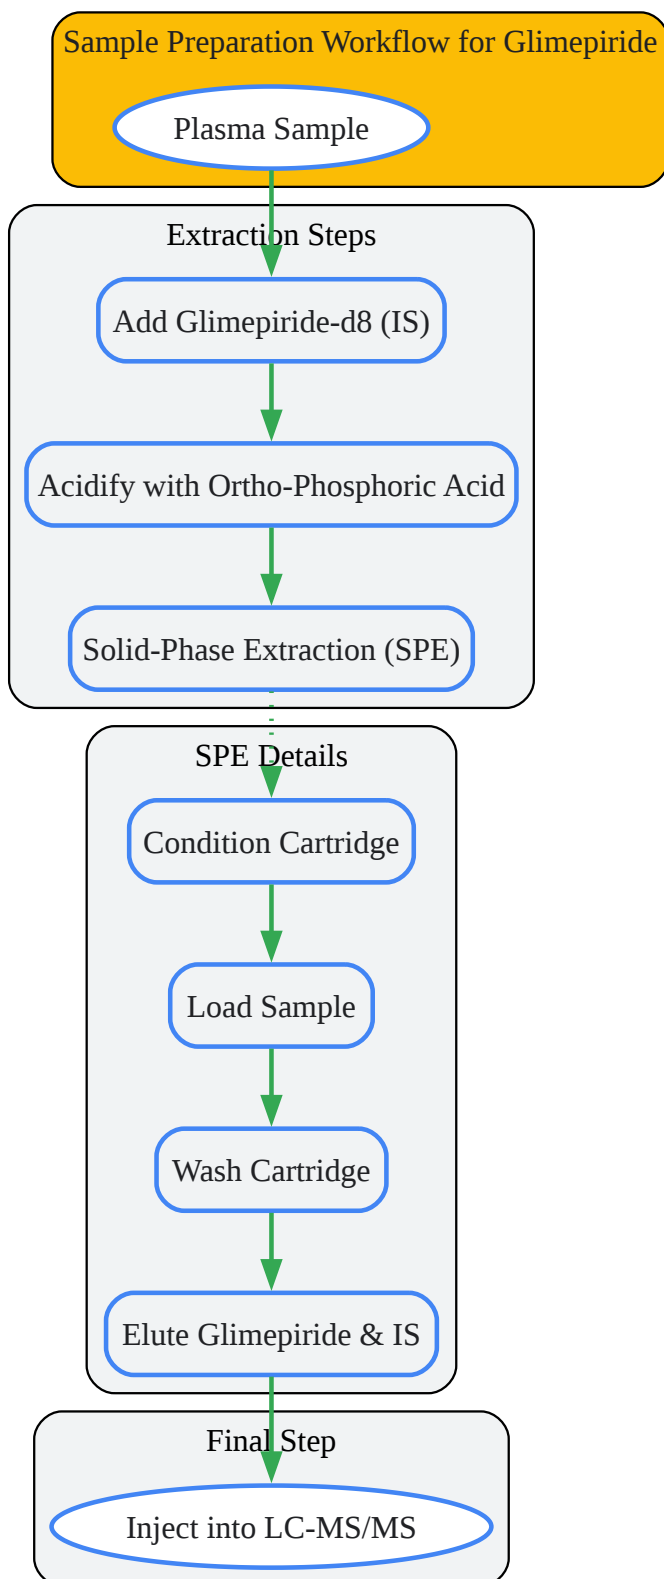 Sample Preparation Workflow for Glimepiride
Plasma Sample
Extraction Steps
Add Glimepiride-d8 (IS)
Acidify with Ortho-Phosphoric Acid
Solid-Phase Extraction (SPE)
SPE Details
Condition Cartridge
Load Sample
Wash Cartridge
Elute Glimepiride & IS
Final Step
Inject into LC-MS/MS